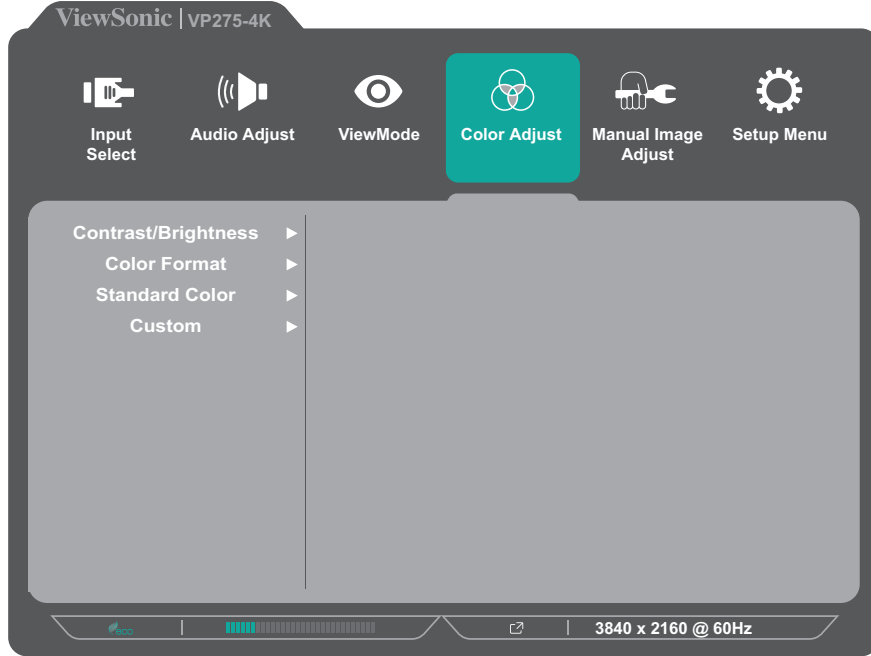 ViewSonic | VP275-4K
Input Select
Audio Adjust
ViewMode
Color Adjust
Manual Image Adjust
Setup Menu
Contrast/Brightness
Color Format
Standard Color
Custom
eco
3840 x 2160 @ 60Hz